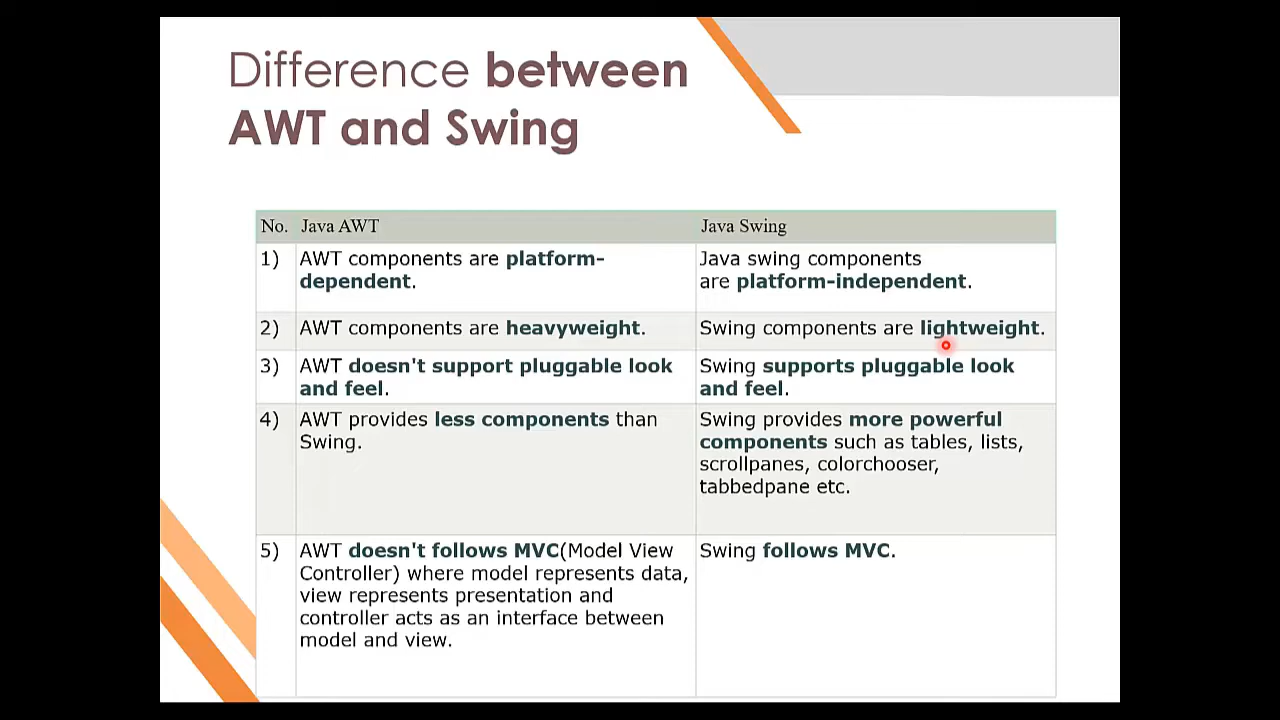 Difference between
AWT and Swing
No. Java AWT Java Swing
1) AWT components are platform-
dependent.
Java swing components
are platform-independent.
2) AWT components are heavyweight. Swing components are lightweight.
3) AWT doesn't support pluggable look
and feel.
Swing supports pluggable look
and feel.
4) AWT provides less components than
Swing.
Swing provides more powerful
components such as tables, lists,
scrollpanes, colorchooser,
tabbedpane etc.
5) AWT doesn't follows MVC(Model View
Controller) where model represents data,
view represents presentation and
controller acts as an interface between
model and view.
Swing follows MVC.